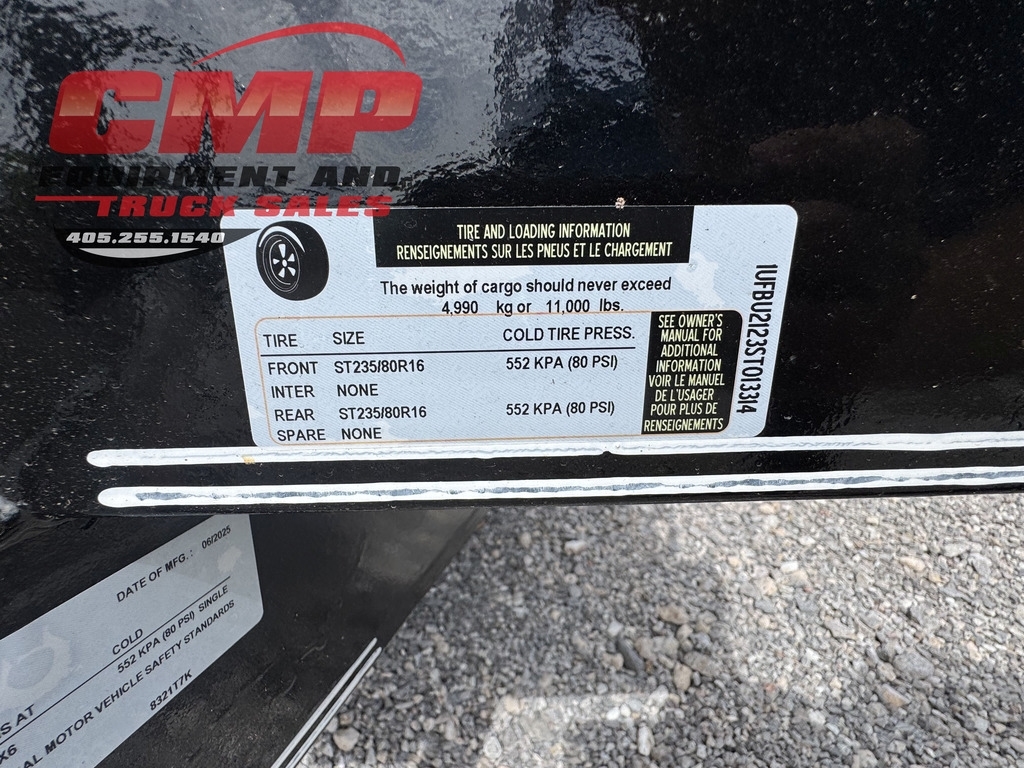 CMP
EQUIPMENT AND
TRUCK SALES
405.255.1540
TIRE AND LOADING INFORMATION
RENSEIGNEMENTS SUR LES PNEUS ET LE CHARGEMENT
The weight of cargo should never exceed
4,990 kg or 11,000 lbs.
TIRE SIZE COLD TIRE PRESS.
FRONT ST235/80R16 552 KPA (80 PSI)
INTER NONE
REAR ST235/80R16 552 KPA (80 PSI)
SPARE NONE
SEE OWNER'S
MANUAL FOR
ADDITIONAL
INFORMATION
VOIR LE MANUEL
DE L'USAGER
POUR PLUS DE
RENSEIGNEMENTS
1UFBU2123ST013314
DATE OF MFG.: 06/2025
COLD
552 KPA (80 PSI) SINGLE
MOTOR VEHICLE SAFETY STANDARDS
8321T7K